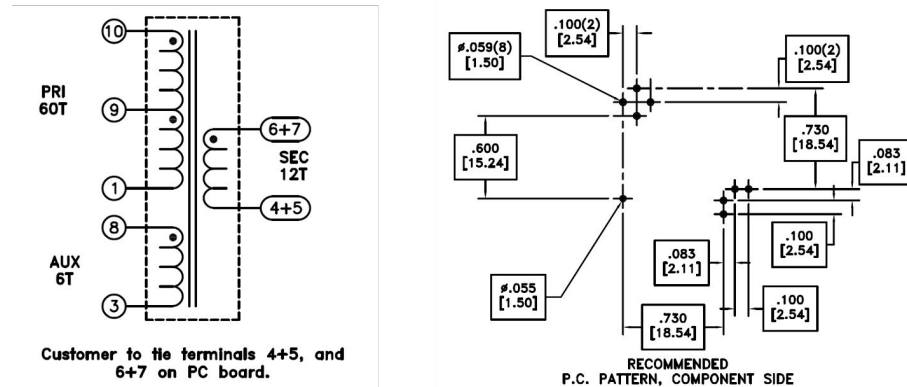 10
PRI
60T
9
6+7
SEC
12T
1
4+5
8
AUX
6T
3
Customer to tie terminals 4+5, and
6+7 on PC board.
.100(2)
[2.54]
ø.059(8)
[1.50]
.100(2)
[2.54]
.730
[18.54]
.083
[2.11]
.600
[15.24]
.100
[2.54]
.083
[2.11]
ø.055
[1.50]
.100
[2.54]
.730
[18.54]
RECOMMENDED
P.C. PATTERN, COMPONENT SIDE